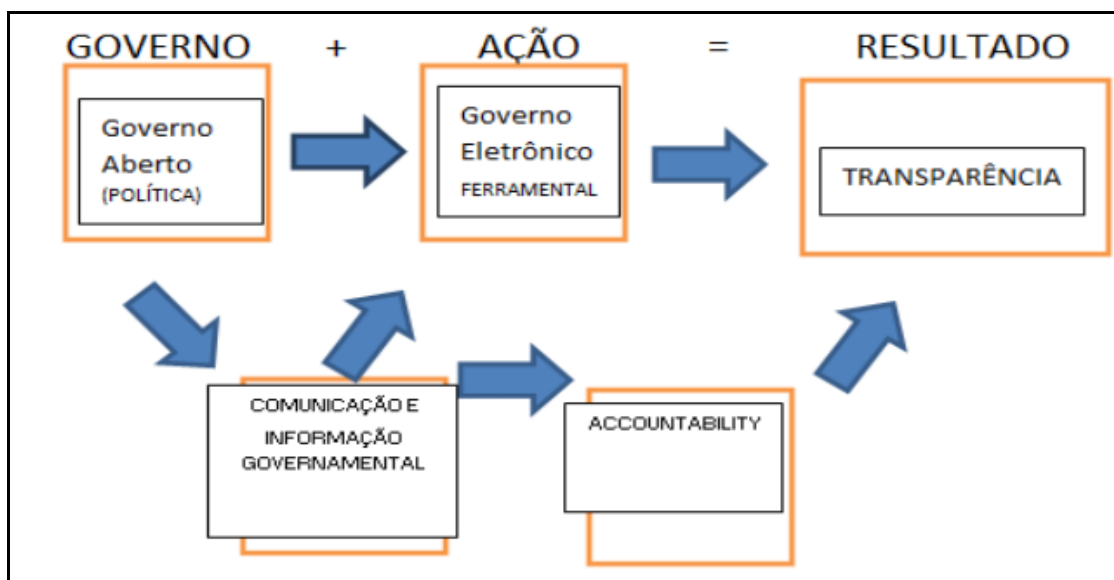 GOVERNO + AÇÃO = RESULTADO
Governo
Aberto
(POLÍTICA)
Governo
Eletrônico
FERRAMENTAL
TRANSPARÊNCIA
COMUNICAÇÃO E
INFORMAÇÃO
GOVERNAMENTAL
ACCOUNTABILITY